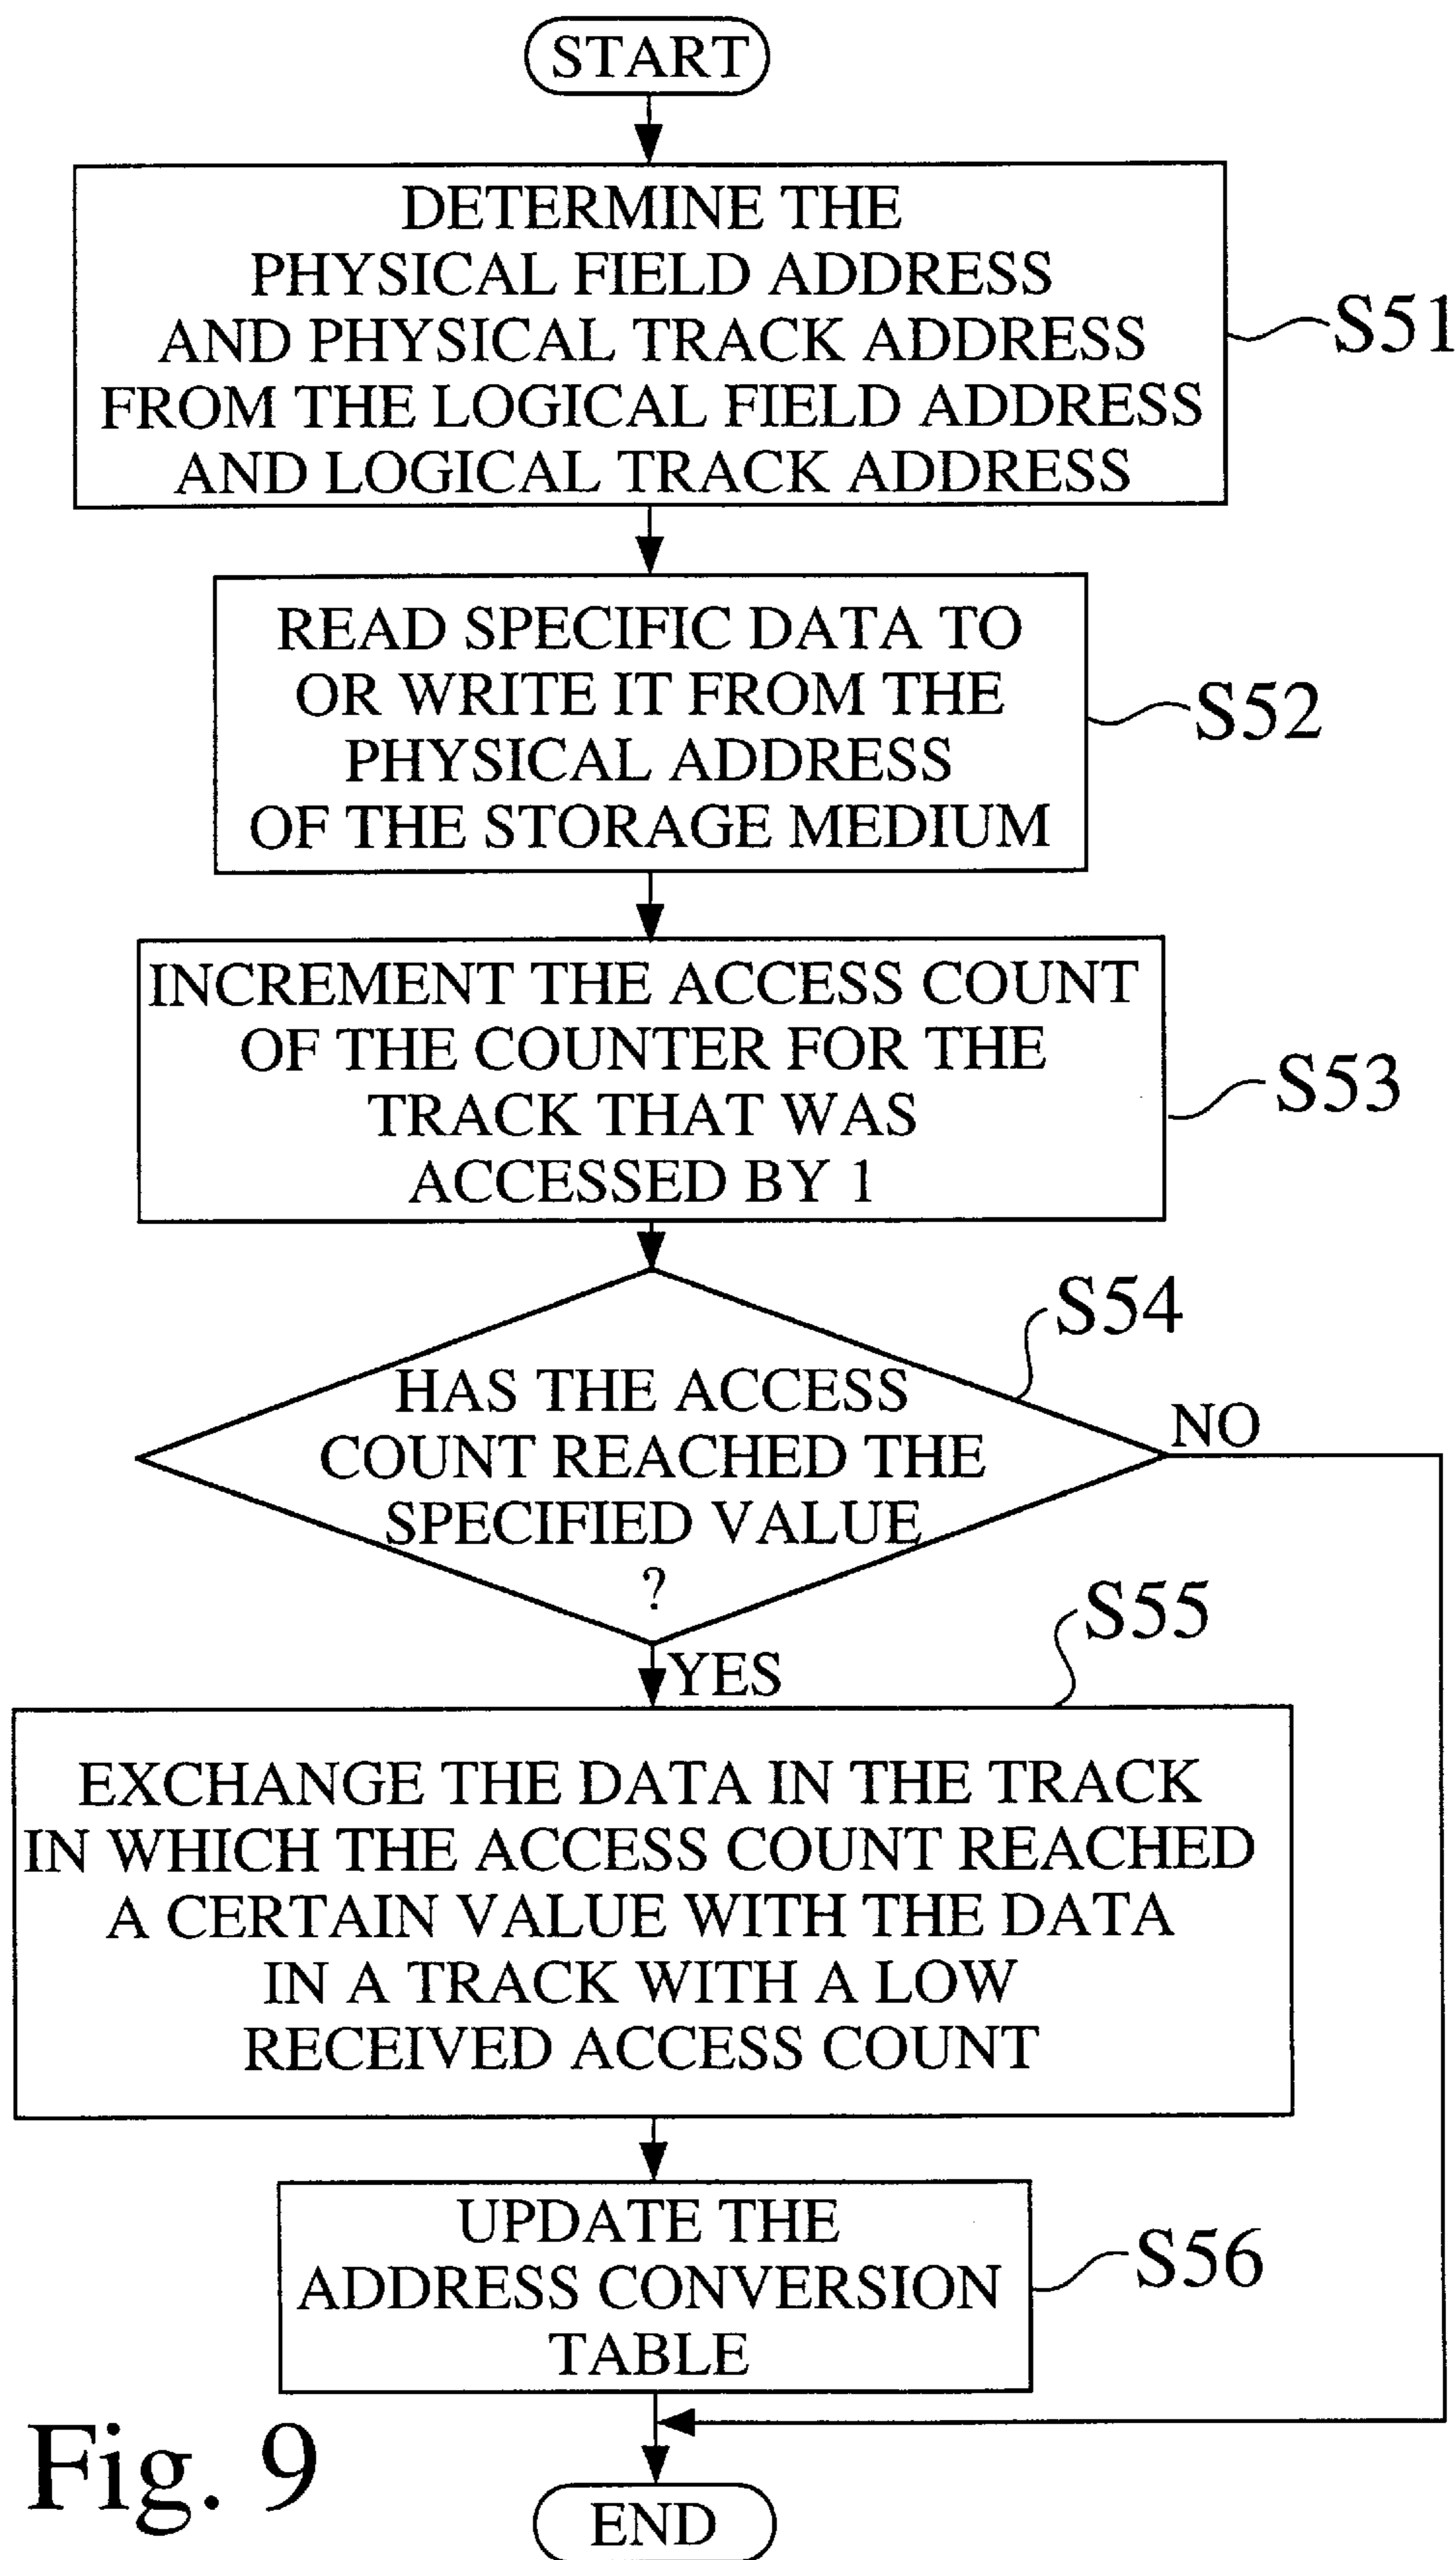 START
DETERMINE THE
PHYSICAL FIELD ADDRESS
AND PHYSICAL TRACK ADDRESS
FROM THE LOGICAL FIELD ADDRESS
AND LOGICAL TRACK ADDRESS
S51
READ SPECIFIC DATA TO
OR WRITE IT FROM THE
PHYSICAL ADDRESS
OF THE STORAGE MEDIUM
S52
INCREMENT THE ACCESS COUNT
OF THE COUNTER FOR THE
TRACK THAT WAS
ACCESSED BY 1
S53
S54
HAS THE ACCESS
COUNT REACHED THE
SPECIFIED VALUE
?
NO
YES
S55
EXCHANGE THE DATA IN THE TRACK
IN WHICH THE ACCESS COUNT REACHED
A CERTAIN VALUE WITH THE DATA
IN A TRACK WITH A LOW
RECEIVED ACCESS COUNT
UPDATE THE
ADDRESS CONVERSION
TABLE
S56
Fig. 9
END